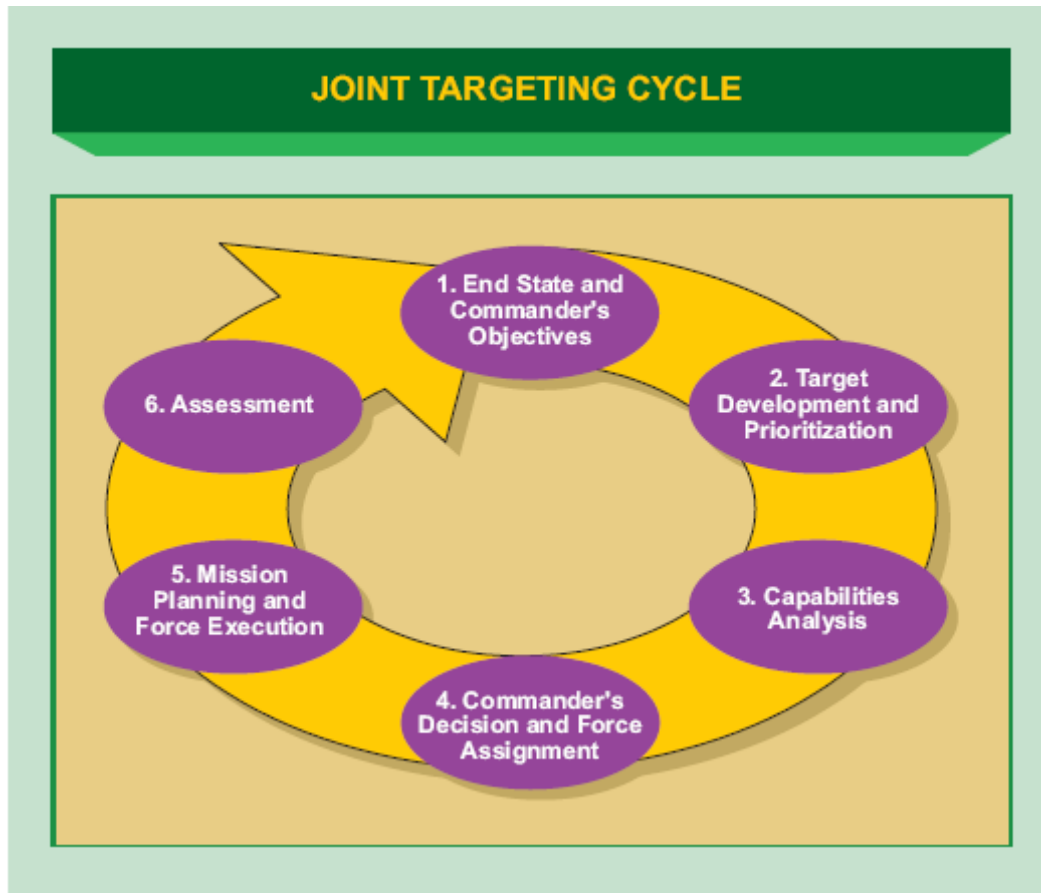 JOINT TARGETING CYCLE
1. End State and
Commander's
Objectives
2. Target
Development and
Prioritization
3. Capabilities
Analysis
4. Commander's
Decision and Force
Assignment
5. Mission
Planning and
Force Execution
6. Assessment